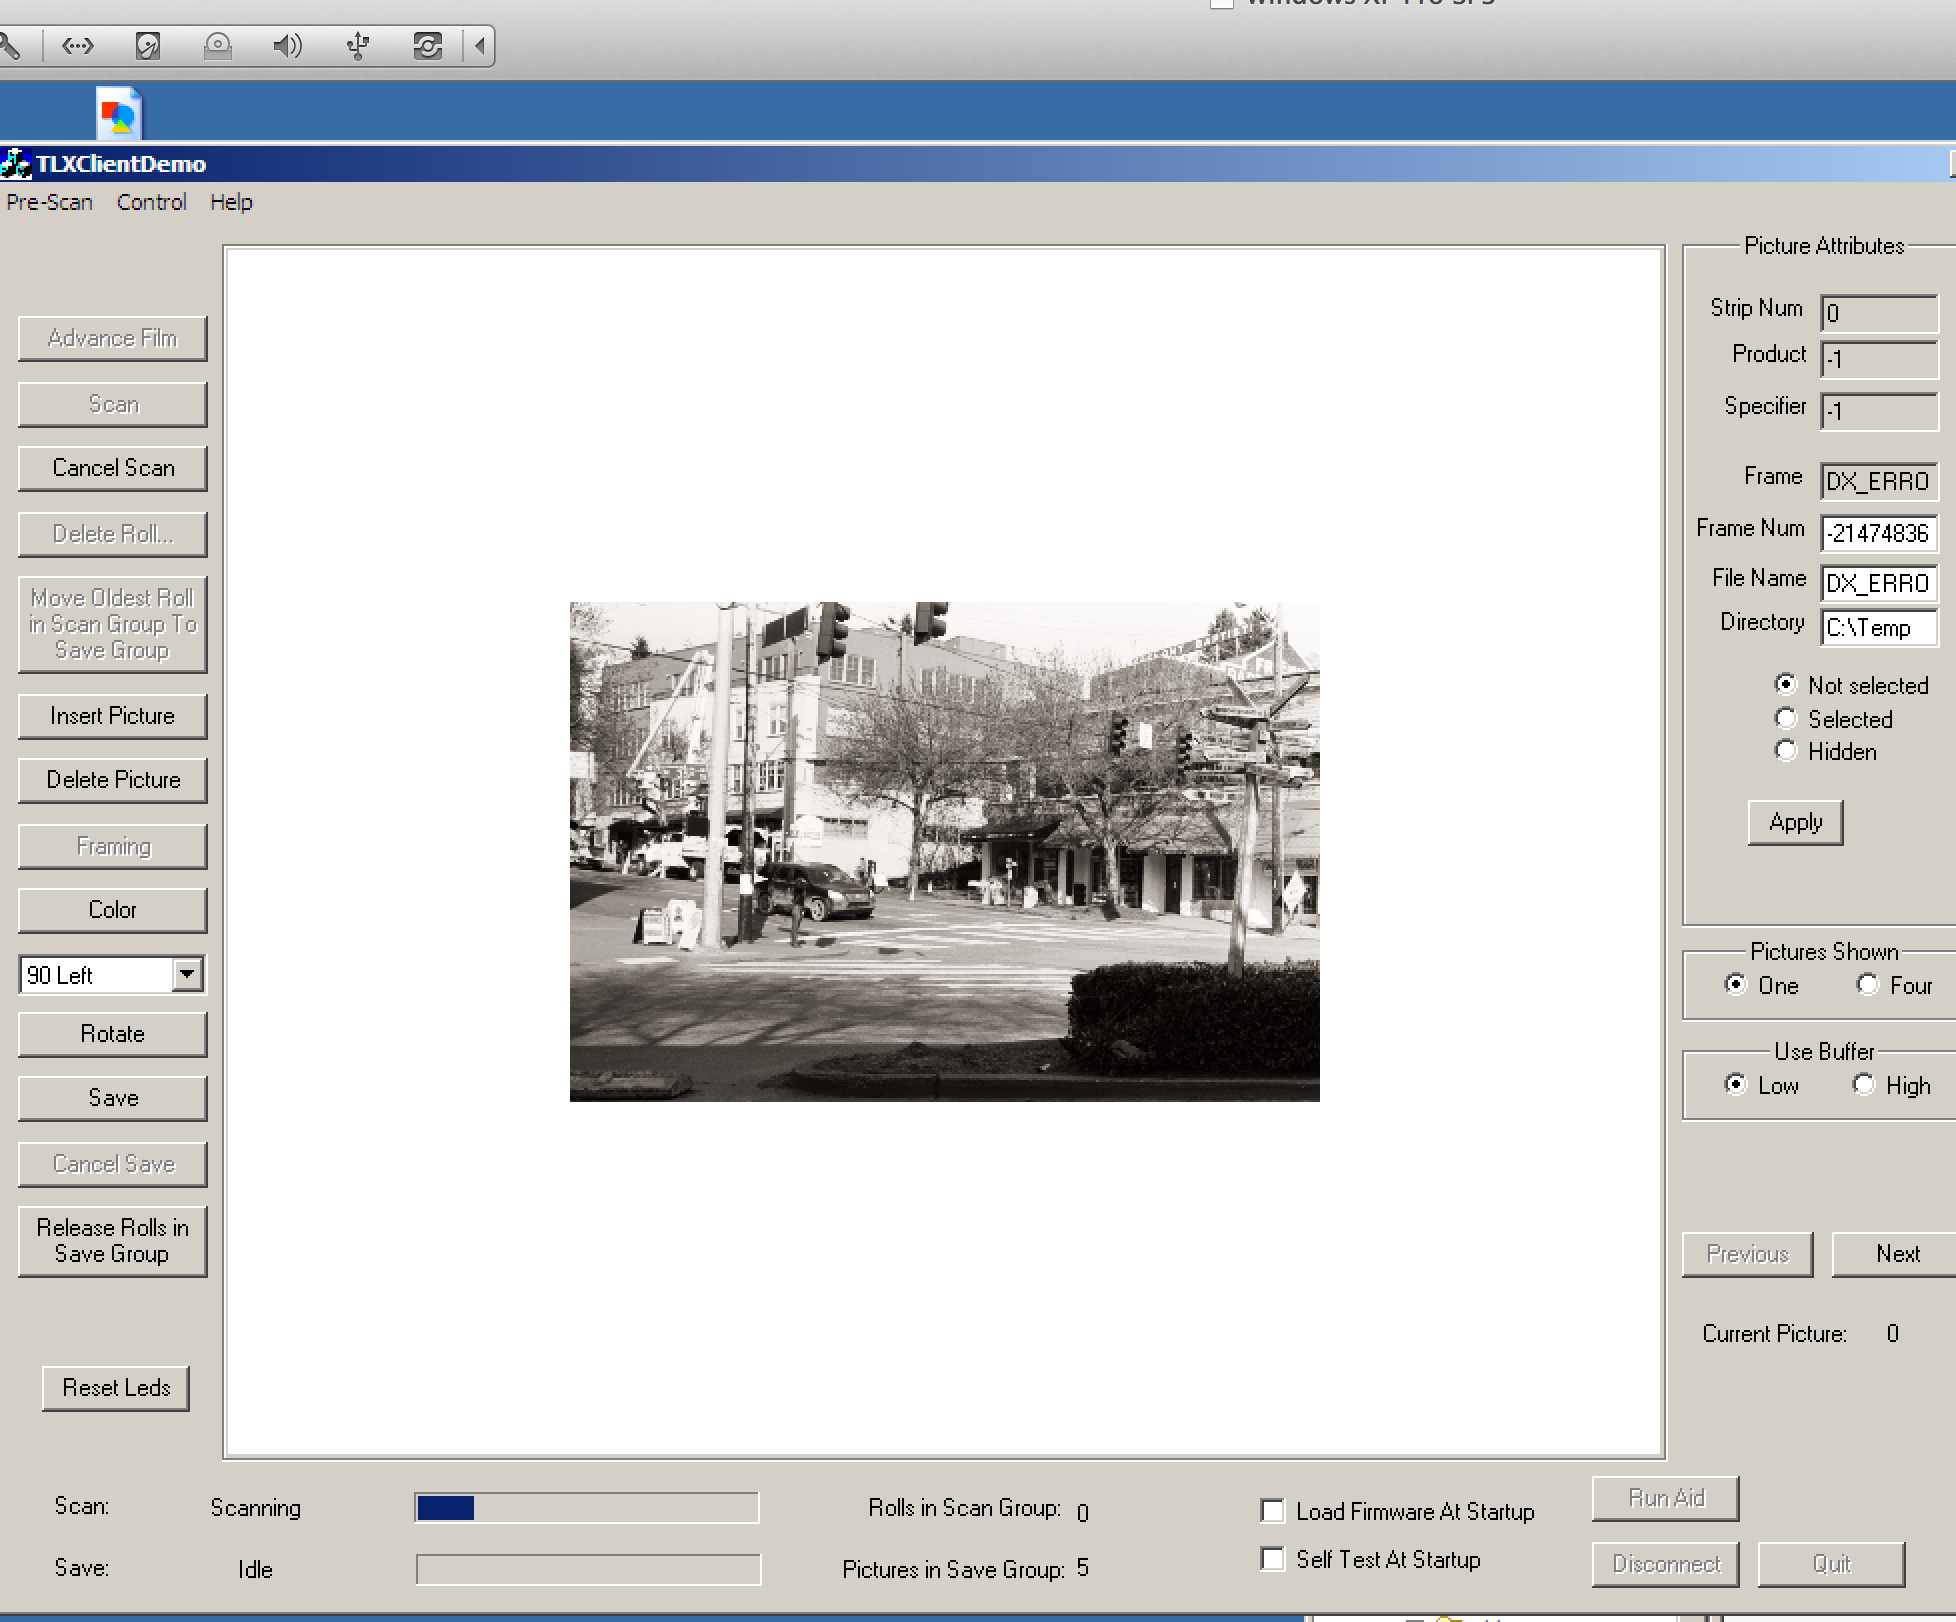 TLXClientDemo
Pre-Scan Control Help
Advance Film
Scan
Cancel Scan
Delete Roll...
Move Oldest Roll
in Scan Group To
Save Group
Insert Picture
Delete Picture
Framing
Color
90 Left
Rotate
Save
Cancel Save
Release Rolls in
Save Group
Reset Leds
Picture Attributes
Strip Num 0
Product -1
Specifier -1
Frame DX_ERRO
Frame Num -21474836
File Name DX_ERRO
Directory C:\Temp
Not selected
Selected
Hidden
Apply
Pictures Shown
One Four
Use Buffer
Low High
Previous Next
Current Picture: 0
Scan: Scanning Rolls in Scan Group: 0 Load Firmware At Startup Run Aid
Save: Idle Pictures in Save Group: 5 Self Test At Startup Disconnect Quit